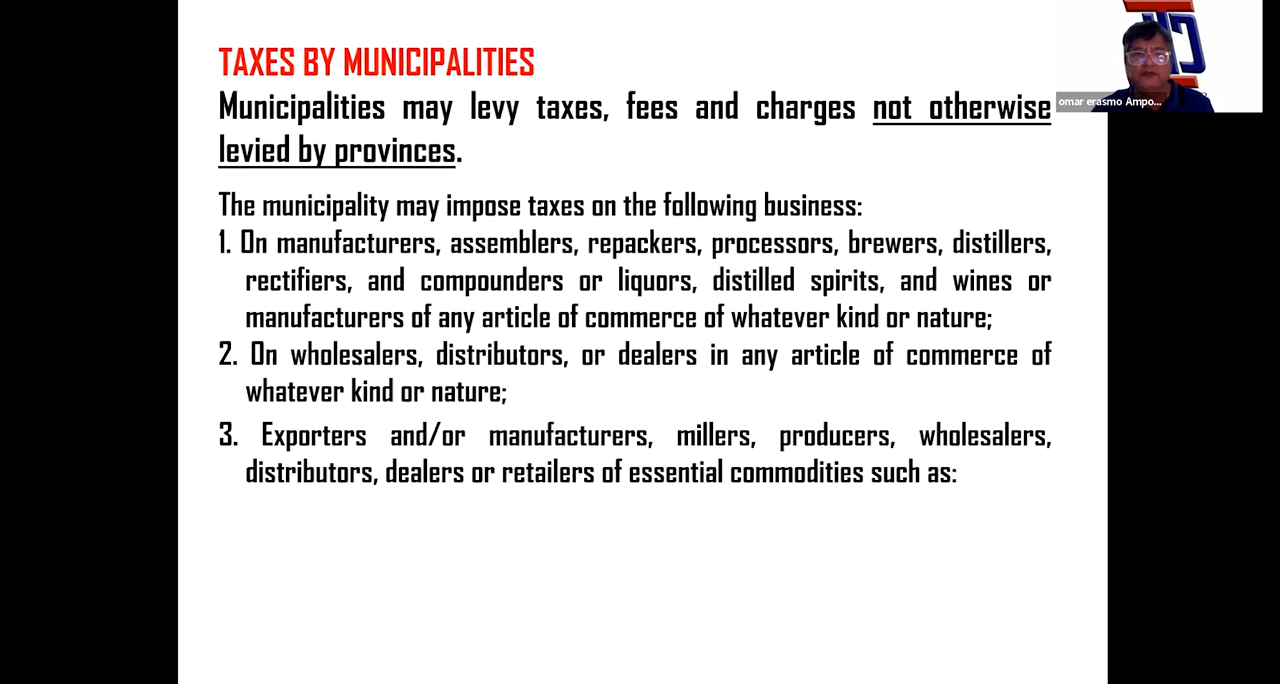 TAXES BY MUNICIPALITIES
Municipalities may levy taxes, fees and charges not otherwise
levied by provinces.
The municipality may impose taxes on the following business:
1. On manufacturers, assemblers, repackers, processors, brewers, distillers,
rectifiers, and compounders or liquors, distilled spirits, and wines or
manufacturers of any article of commerce of whatever kind or nature;
2. On wholesalers, distributors, or dealers in any article of commerce of
whatever kind or nature;
3. Exporters and/or manufacturers, millers, producers, wholesalers,
distributors, dealers or retailers of essential commodities such as:
omar erasmo Ampo...